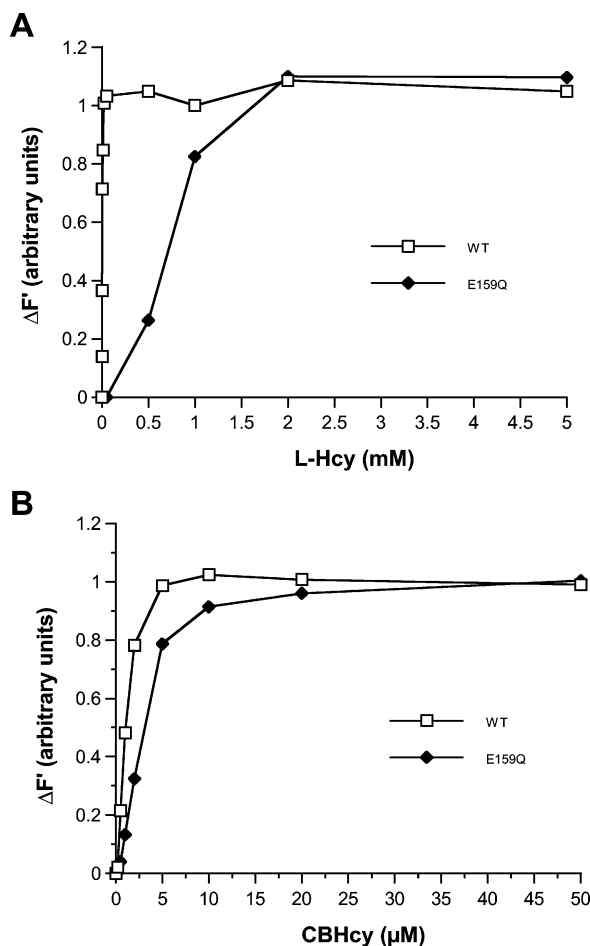 A
1.2
1
0.8
0.6
0.4
0.2
0
ΔF' (arbitrary units)
WT
E159Q
0 0.5 1 1.5 2 2.5 3 3.5 4 4.5 5
L-Hcy (mM)
B
1.2
1
0.8
0.6
0.4
0.2
0
ΔF' (arbitrary units)
WT
E159Q
0 5 10 15 20 25 30 35 40 45 50
CBHcy (µM)